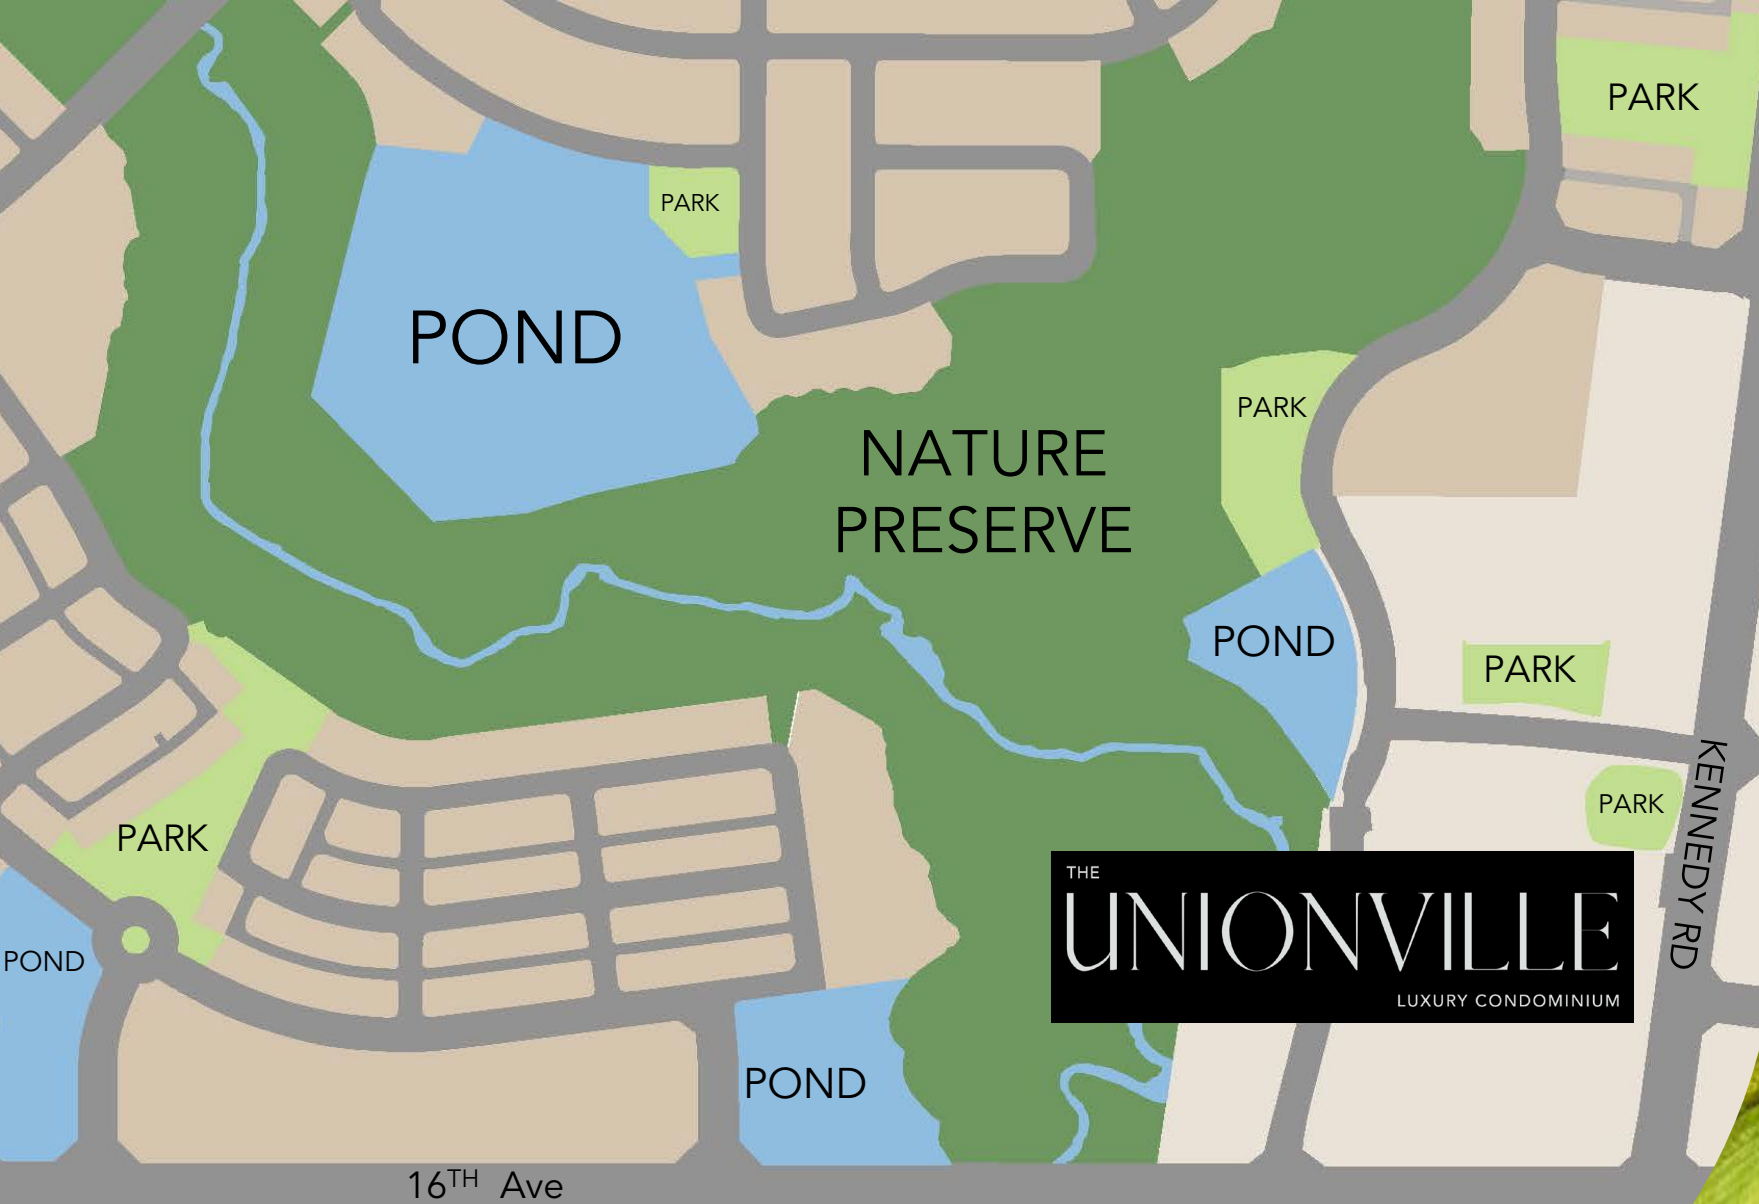 PARK
PARK
POND
PARK
NATURE
PRESERVE
POND
PARK
PARK
KENNEDY RD
PARK
THE
UNIONVILLE
LUXURY CONDOMINIUM
POND
POND
16TH Ave